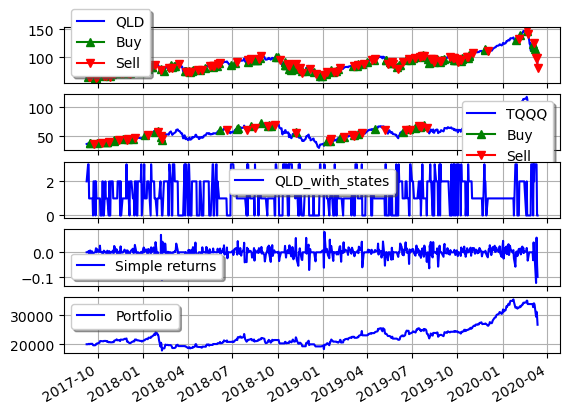 QLD
Buy
Sell
150
100
TQQQ
Buy
Sell
100
50
QLD_with_states
2
0
Simple returns
0.0
−0.1
Portfolio
30000
20000
2017-10
2018-01
2018-04
2018-07
2018-10
2019-01
2019-04
2019-07
2019-10
2020-01
2020-04